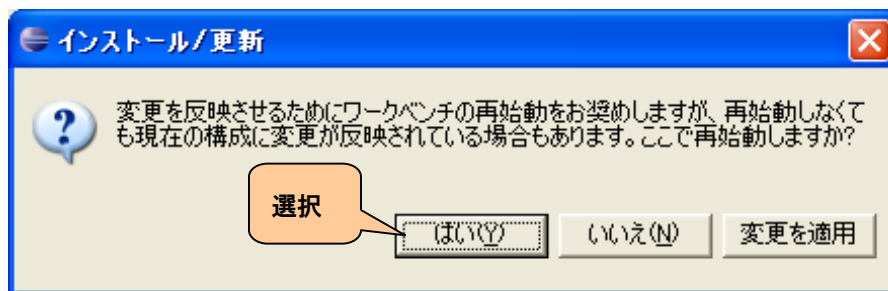 インストール/更新
変更を反映させるためにワークベンチの再始動をお奨めしますが、再始動しなくて
も現在の構成に変更が反映されている場合もあります。ここで再始動しますか?
選択
はい(Y)
いいえ(N)
変更を適用